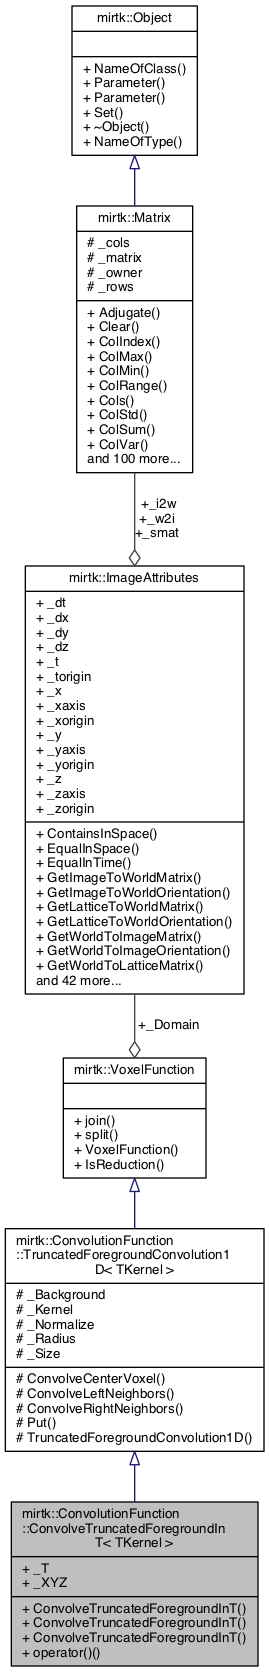 mirtk::Object
+ NameOfClass()
+ Parameter()
+ Parameter()
+ Set()
+ ~Object()
+ NameOfType()
mirtk::Matrix
# _cols
# _matrix
# _owner
# _rows
+ Adjugate()
+ Clear()
+ ColIndex()
+ ColMax()
+ ColMin()
+ ColRange()
+ Cols()
+ ColStd()
+ ColSum()
+ ColVar()
and 100 more...
+_i2w
+_w2i
+_smat
mirtk::ImageAttributes
+ _dt
+ _dx
+ _dy
+ _dz
+ _t
+ _torigin
+ _x
+ _xaxis
+ _xorigin
+ _y
+ _yaxis
+ _yorigin
+ _z
+ _zaxis
+ _zorigin
+ ContainsInSpace()
+ EqualInSpace()
+ EqualInTime()
+ GetImageToWorldMatrix()
+ GetImageToWorldOrientation()
+ GetLatticeToWorldMatrix()
+ GetLatticeToWorldOrientation()
+ GetWorldToImageMatrix()
+ GetWorldToImageOrientation()
+ GetWorldToLatticeMatrix()
and 42 more...
+_Domain
mirtk::VoxelFunction
+ join()
+ split()
+ VoxelFunction()
+ IsReduction()
mirtk::ConvolutionFunction
::TruncatedForegroundConvolution1
D< TKernel >
# _Background
# _Kernel
# _Normalize
# _Radius
# _Size
# ConvolveCenterVoxel()
# ConvolveLeftNeighbors()
# ConvolveRightNeighbors()
# Put()
# TruncatedForegroundConvolution1D()
mirtk::ConvolutionFunction
::ConvolveTruncatedForegroundIn
T< TKernel >
+ _T
+ _XYZ
+ ConvolveTruncatedForegroundInT()
+ ConvolveTruncatedForegroundInT()
+ ConvolveTruncatedForegroundInT()
+ operator()()